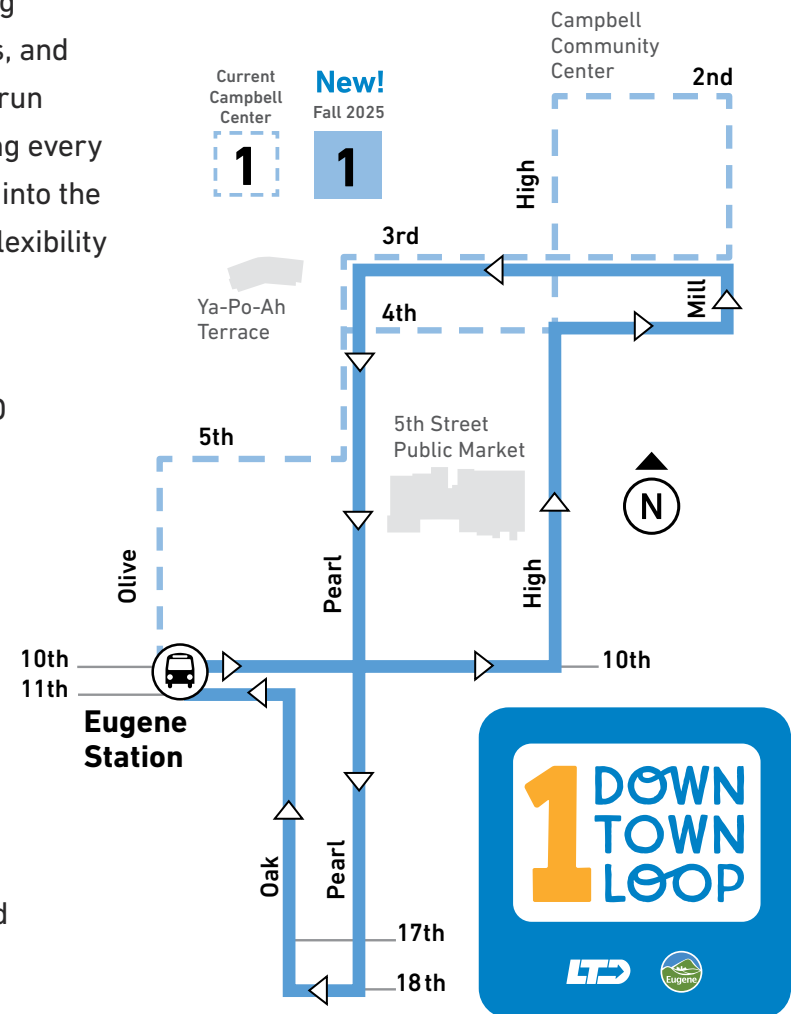 g
s, and
run
ng every
into the
lexibility
0
d
Current
Campbell
Center
1
New!
Fall 2025
1
Campbell
Community
Center
2nd
High
3rd
Mill
4th
Ya-Po-Ah
Terrace
5th
5th Street
Public Market
N
Olive
Pearl
High
10th
10th
11th
Eugene
Station
Oak
Pearl
17th
18th
1 DOWN
TOWN
LOOP
LTD
Eugene